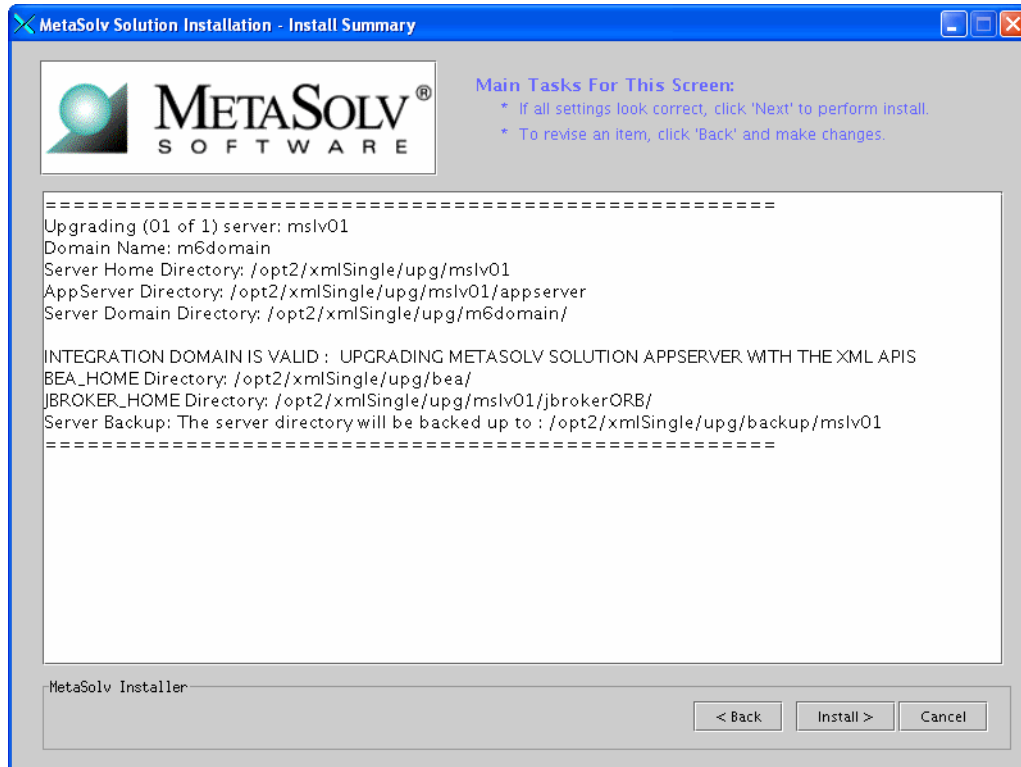 MetaSolv Solution Installation - Install Summary
METASOLV®
SOFTWARE
Main Tasks For This Screen:
* If all settings look correct, click 'Next' to perform install.
* To revise an item, click 'Back' and make changes.
====================================================
Upgrading (01 of 1) server: mslv01
Domain Name: m6domain
Server Home Directory: /opt2/xmlSingle/upg/mslv01
AppServer Directory: /opt2/xmlSingle/upg/mslv01/appserver
Server Domain Directory: /opt2/xmlSingle/upg/m6domain/
INTEGRATION DOMAIN IS VALID : UPGRADING METASOLV SOLUTION APPSERVER WITH THE XML APIS
BEA_HOME Directory: /opt2/xmlSingle/upg/bea/
JBROKER_HOME Directory: /opt2/xmlSingle/upg/mslv01/jbrokerORB/
Server Backup: The server directory will be backed up to : /opt2/xmlSingle/upg/backup/mslv01
====================================================
MetaSolv Installer
< Back
Install >
Cancel